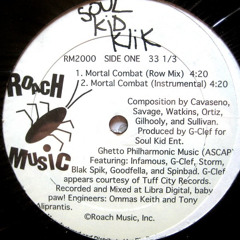 SOUL
KID
KLIK
RM2000 SIDE ONE 33 1/3
1. Mortal Combat (Row Mix) 4:20
2. Mortal Combat (Instrumental) 4:20
ROACH
MUSIC
Composition by Cavaseno,
Savage, Watkins, Ortiz,
Gilhooly, and Sullivan.
Produced by G-Clef for
Soul Kid Ent.
Ghetto Philharmonic Music (ASCAP)
Featuring: Infamous, G-Clef, Storm,
Blak Spik, Goodfella, and Spinbad. G-Clef
appears courtesy of Tuff City Records.
Recorded and Mixed at Libra Digital, baby
paw! Engineers: Ommas Keith and Tony
Aliprantis.
©Roach Music, Inc.